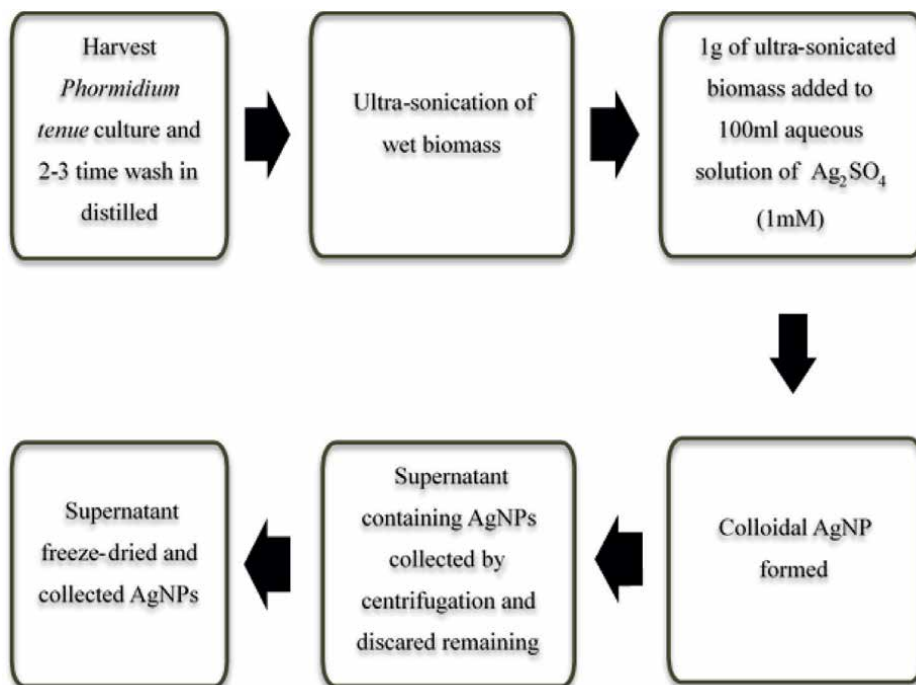 Harvest
Phormidium
tenue culture and
2-3 time wash in
distilled
Ultra-sonication of
wet biomass
1g of ultra-sonicated
biomass added to
100ml aqueous
solution of Ag₂SO₄
(1mM)
Colloidal AgNP
formed
Supernatant
containing AgNPs
collected by
centrifugation and
discared remaining
Supernatant
freeze-dried and
collected AgNPs